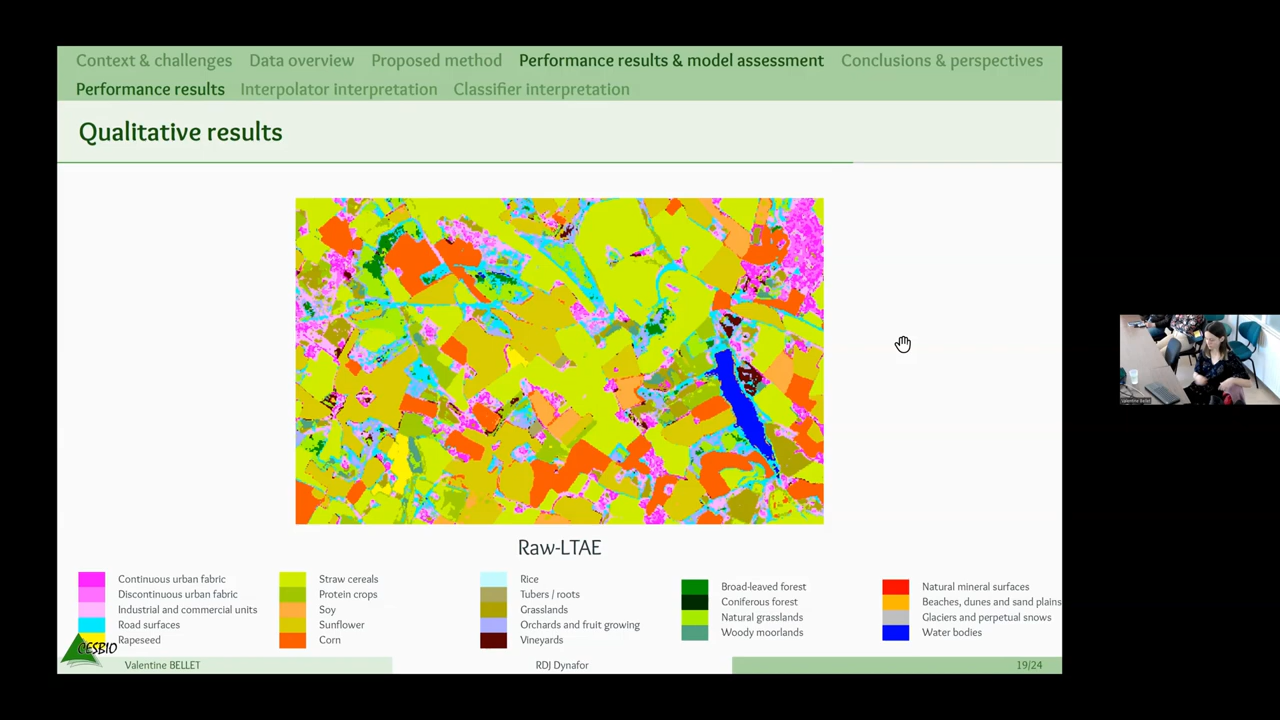 Context & challenges Data overview Proposed method Performance results & model assessment Conclusions & perspectives
Performance results Interpolator interpretation Classifier interpretation
Qualitative results
Raw-LTAE
Continuous urban fabric
Discontinuous urban fabric
Industrial and commercial units
Road surfaces
Rapeseed
Straw cereals
Protein crops
Soy
Sunflower
Corn
Rice
Tubers / roots
Grasslands
Orchards and fruit growing
Vineyards
Broad-leaved forest
Coniferous forest
Natural grasslands
Woody moorlands
Natural mineral surfaces
Beaches, dunes and sand plains
Glaciers and perpetual snows
Water bodies
CESBIO
Valentine BELLET RDJ Dynafor 19/24
Valentine Bellet